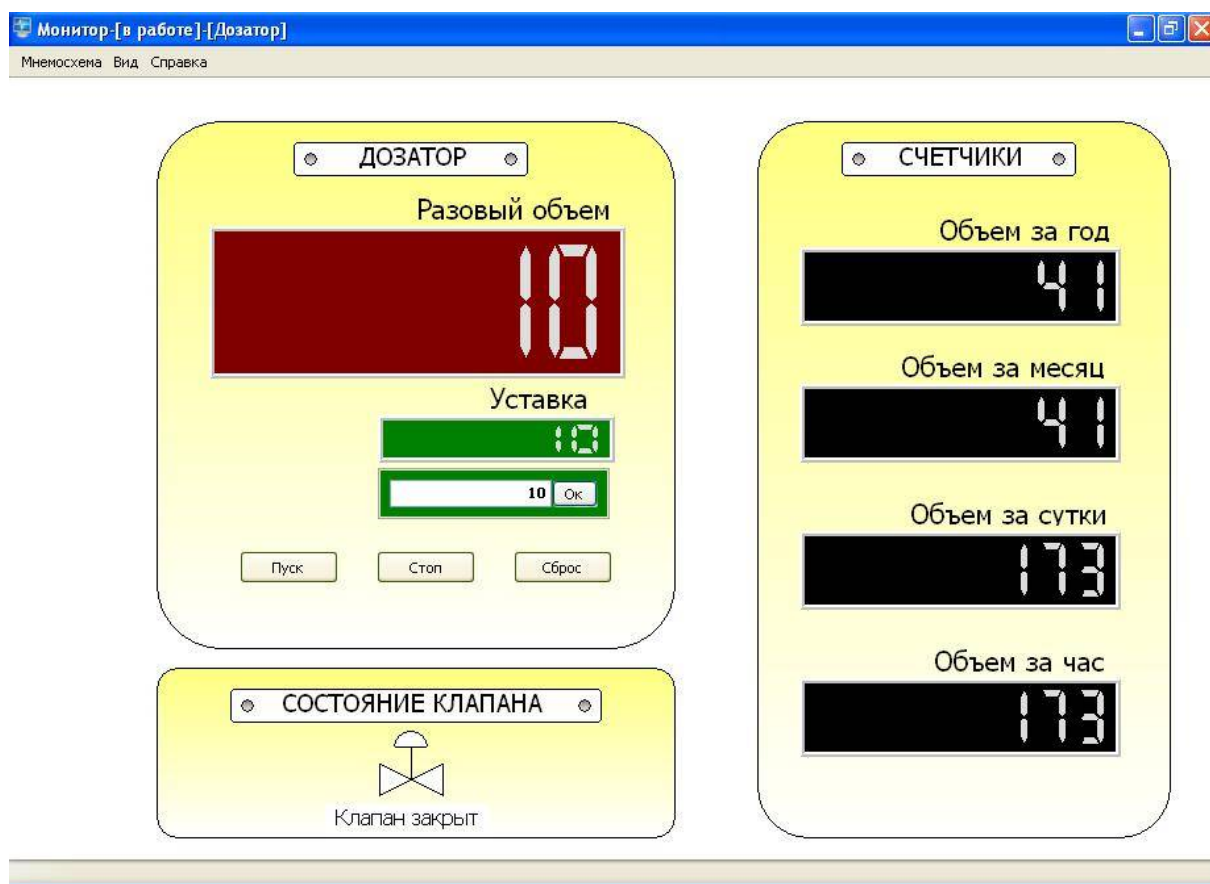 Монитор-[в работе]-[Дозатор]
Мнемосхема Вид Справка
ДОЗАТОР
Разовый объем
10
Уставка
10
10 Ок
Пуск Стоп Сброс
СОСТОЯНИЕ КЛАПАНА
Клапан закрыт
СЧЕТЧИКИ
Объем за год
41
Объем за месяц
41
Объем за сутки
173
Объем за час
173